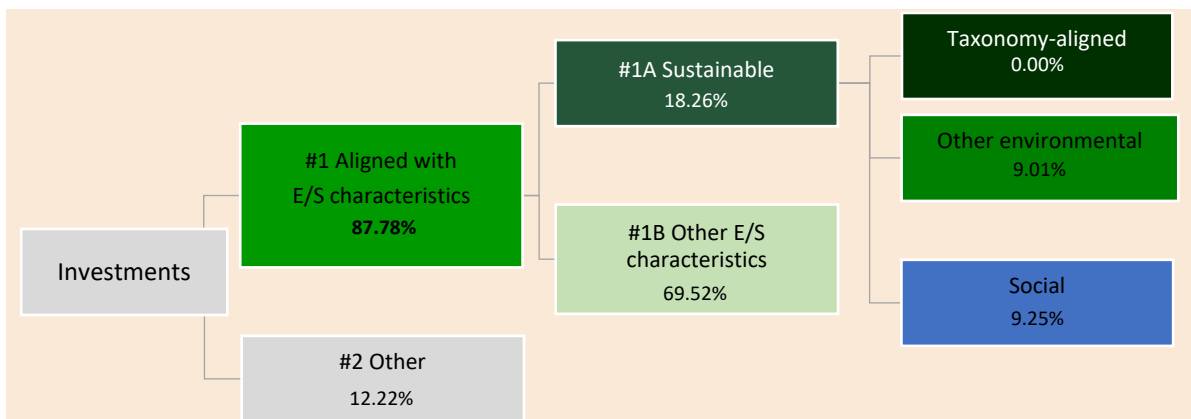 Investments
#1 Aligned with
E/S characteristics
87.78%
#2 Other
12.22%
#1A Sustainable
18.26%
#1B Other E/S
characteristics
69.52%
Taxonomy-aligned
0.00%
Other environmental
9.01%
Social
9.25%